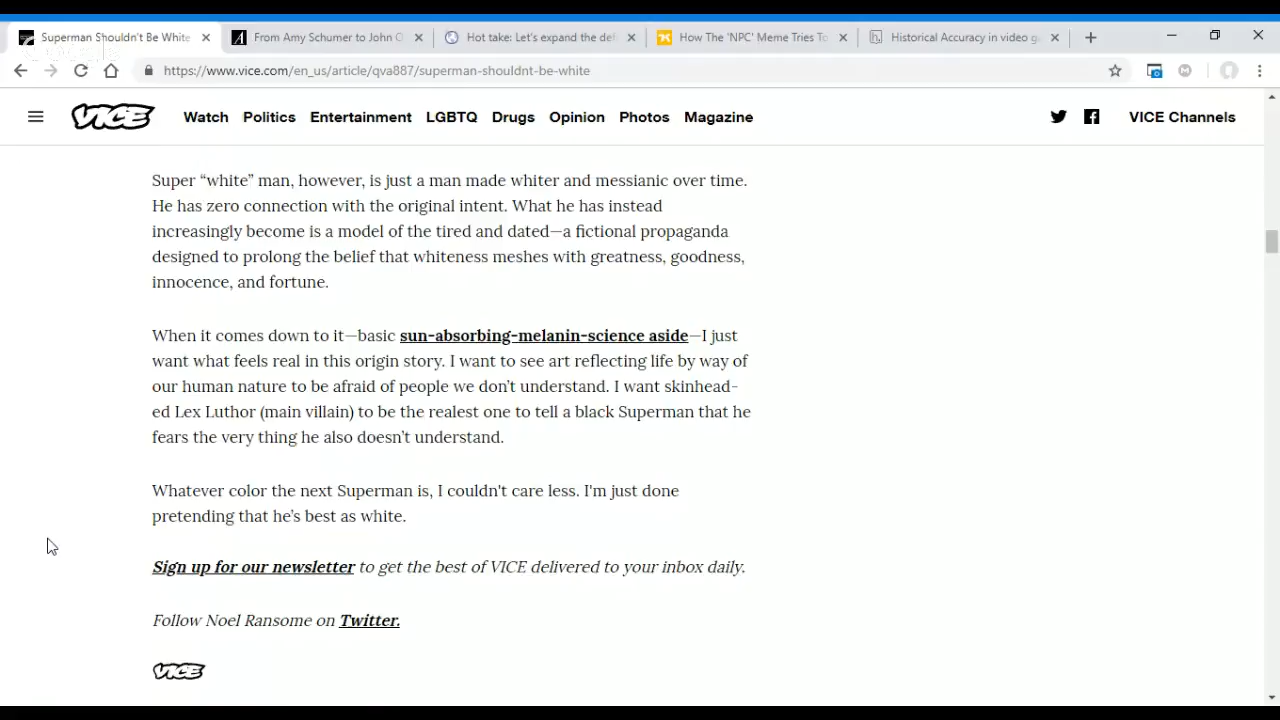 Superman Shouldn't Be White
From Amy Schumer to John O
Hot take: Let's expand the def
How The 'NPC' Meme Tries To
Historical Accuracy in video g
https://www.vice.com/en_us/article/qva887/superman-shouldnt-be-white
VICE Watch Politics Entertainment LGBTQ Drugs Opinion Photos Magazine VICE Channels
Super “white” man, however, is just a man made whiter and messianic over time.
He has zero connection with the original intent. What he has instead
increasingly become is a model of the tired and dated—a fictional propaganda
designed to prolong the belief that whiteness meshes with greatness, goodness,
innocence, and fortune.
When it comes down to it—basic sun-absorbing-melanin-science aside—I just
want what feels real in this origin story. I want to see art reflecting life by way of
our human nature to be afraid of people we don’t understand. I want skinhead-
ed Lex Luthor (main villain) to be the realest one to tell a black Superman that he
fears the very thing he also doesn’t understand.
Whatever color the next Superman is, I couldn't care less. I'm just done
pretending that he’s best as white.
Sign up for our newsletter to get the best of VICE delivered to your inbox daily.
Follow Noel Ransome on Twitter.
VICE